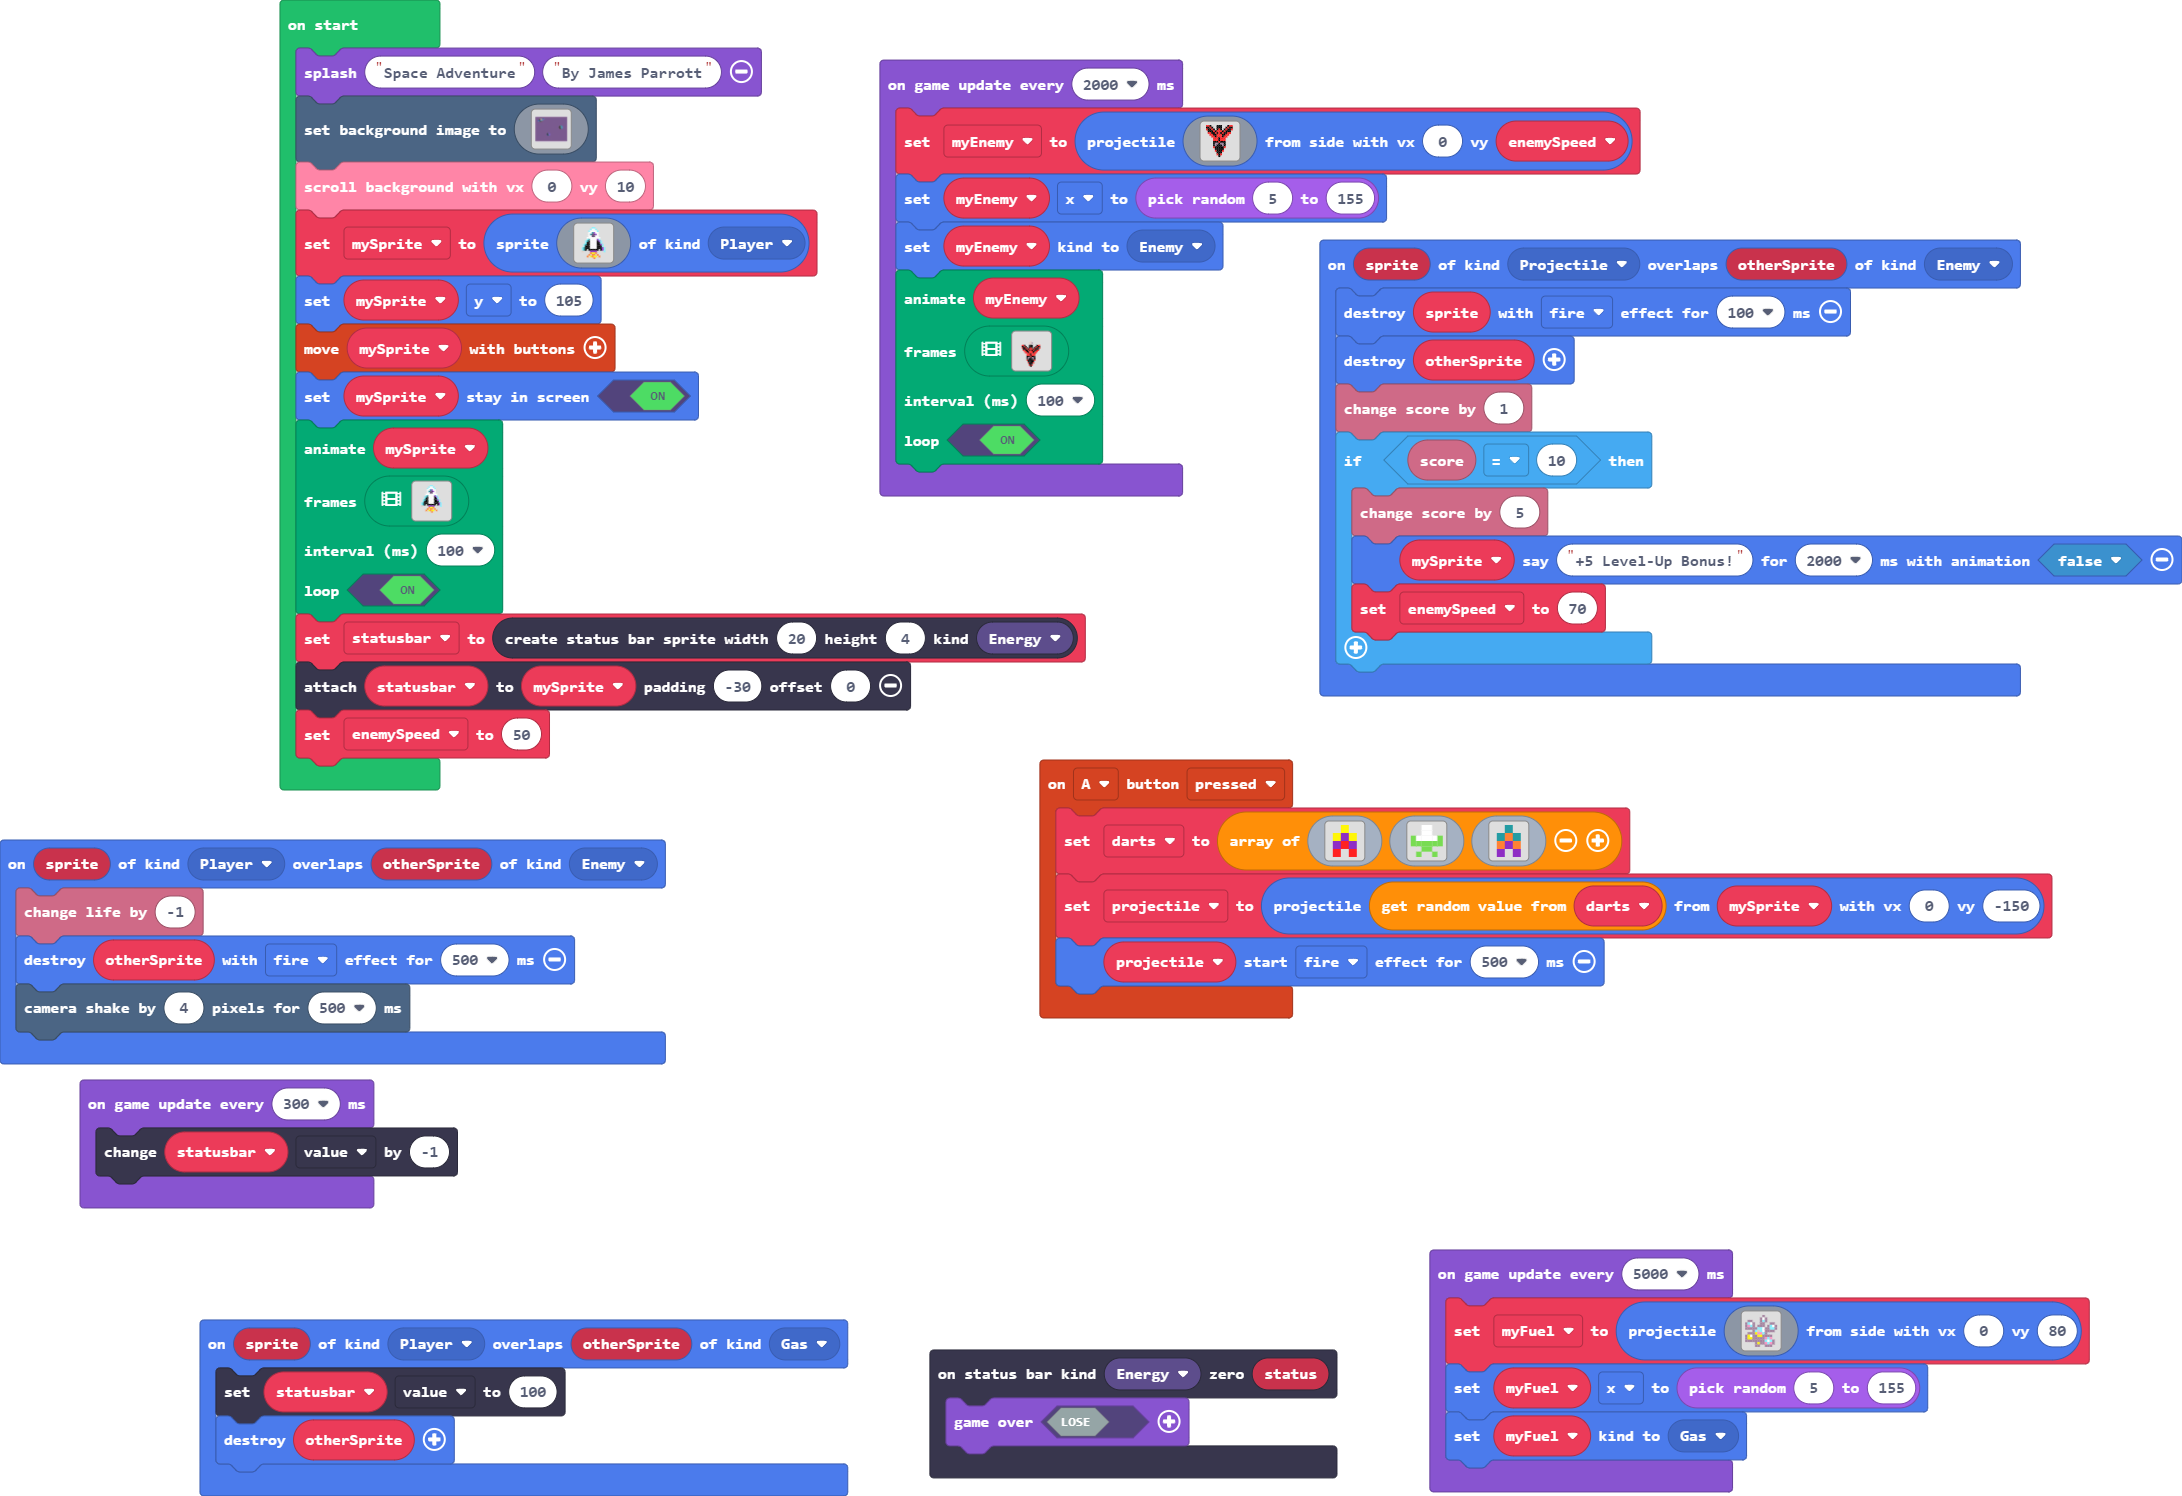 on start
splash "Space Adventure" "By James Parrott"
set background image to
scroll background with vx 0 vy 10
set mySprite to sprite of kind Player
set mySprite y to 105
move mySprite with buttons
set mySprite stay in screen ON
animate mySprite
frames
interval (ms) 100
loop ON
set statusbar to create status bar sprite width 20 height 4 kind Energy
attach statusbar to mySprite padding -30 offset 0
set enemySpeed to 50
on game update every 2000 ms
set myEnemy to projectile from side with vx 0 vy enemySpeed
set myEnemy x to pick random 5 to 155
set myEnemy kind to Enemy
animate myEnemy
frames
interval (ms) 100
loop ON
on sprite of kind Projectile overlaps otherSprite of kind Enemy
destroy sprite with fire effect for 100 ms
destroy otherSprite
change score by 1
if score = 10 then
change score by 5
mySprite say "+5 Level-Up Bonus!" for 2000 ms with animation false
set enemySpeed to 70
on A button pressed
set darts to array of
set projectile to projectile get random value from darts from mySprite with vx 0 vy -150
projectile start fire effect for 500 ms
on sprite of kind Player overlaps otherSprite of kind Enemy
change life by -1
destroy otherSprite with fire effect for 500 ms
camera shake by 4 pixels for 500 ms
on game update every 300 ms
change statusbar value by -1
on sprite of kind Player overlaps otherSprite of kind Gas
set statusbar value to 100
destroy otherSprite
on status bar kind Energy zero status
game over LOSE
on game update every 5000 ms
set myFuel to projectile from side with vx 0 vy 80
set myFuel x to pick random 5 to 155
set myFuel kind to Gas